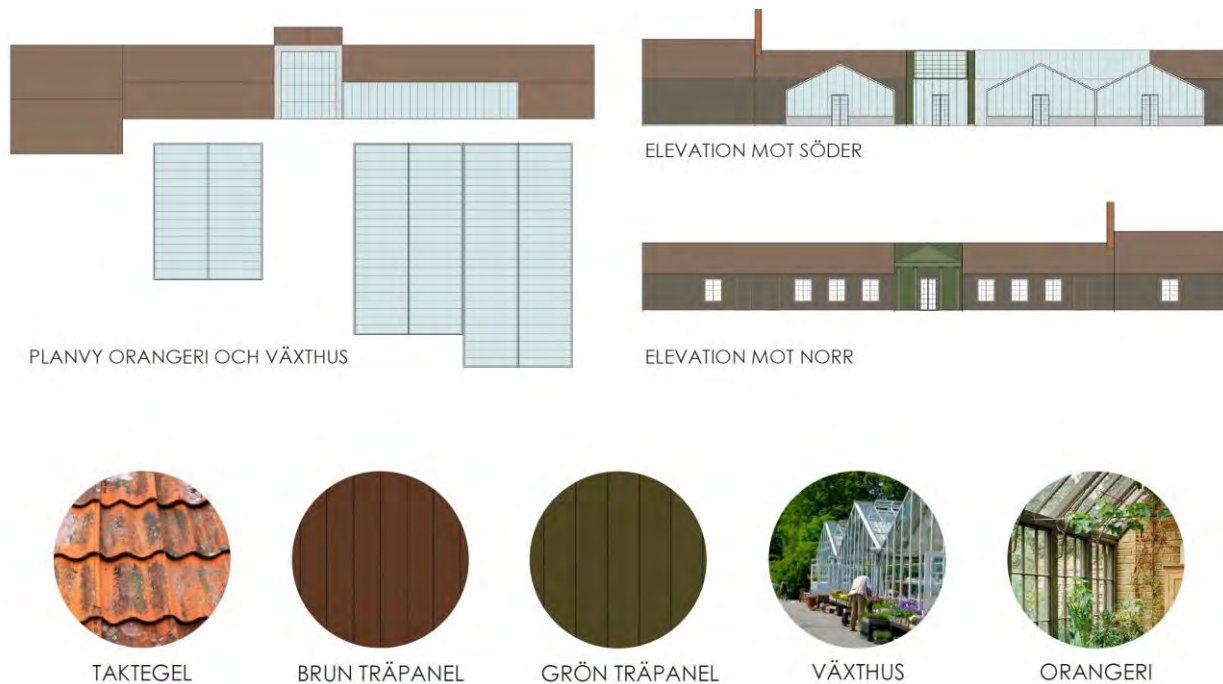 PLANVY ORANGERI OCH VÄXTHUS
ELEVATION MOT SÖDER
ELEVATION MOT NORR
TAKTEGEL
BRUN TRÄPANEL
GRÖN TRÄPANEL
VÄXTHUS
ORANGERI